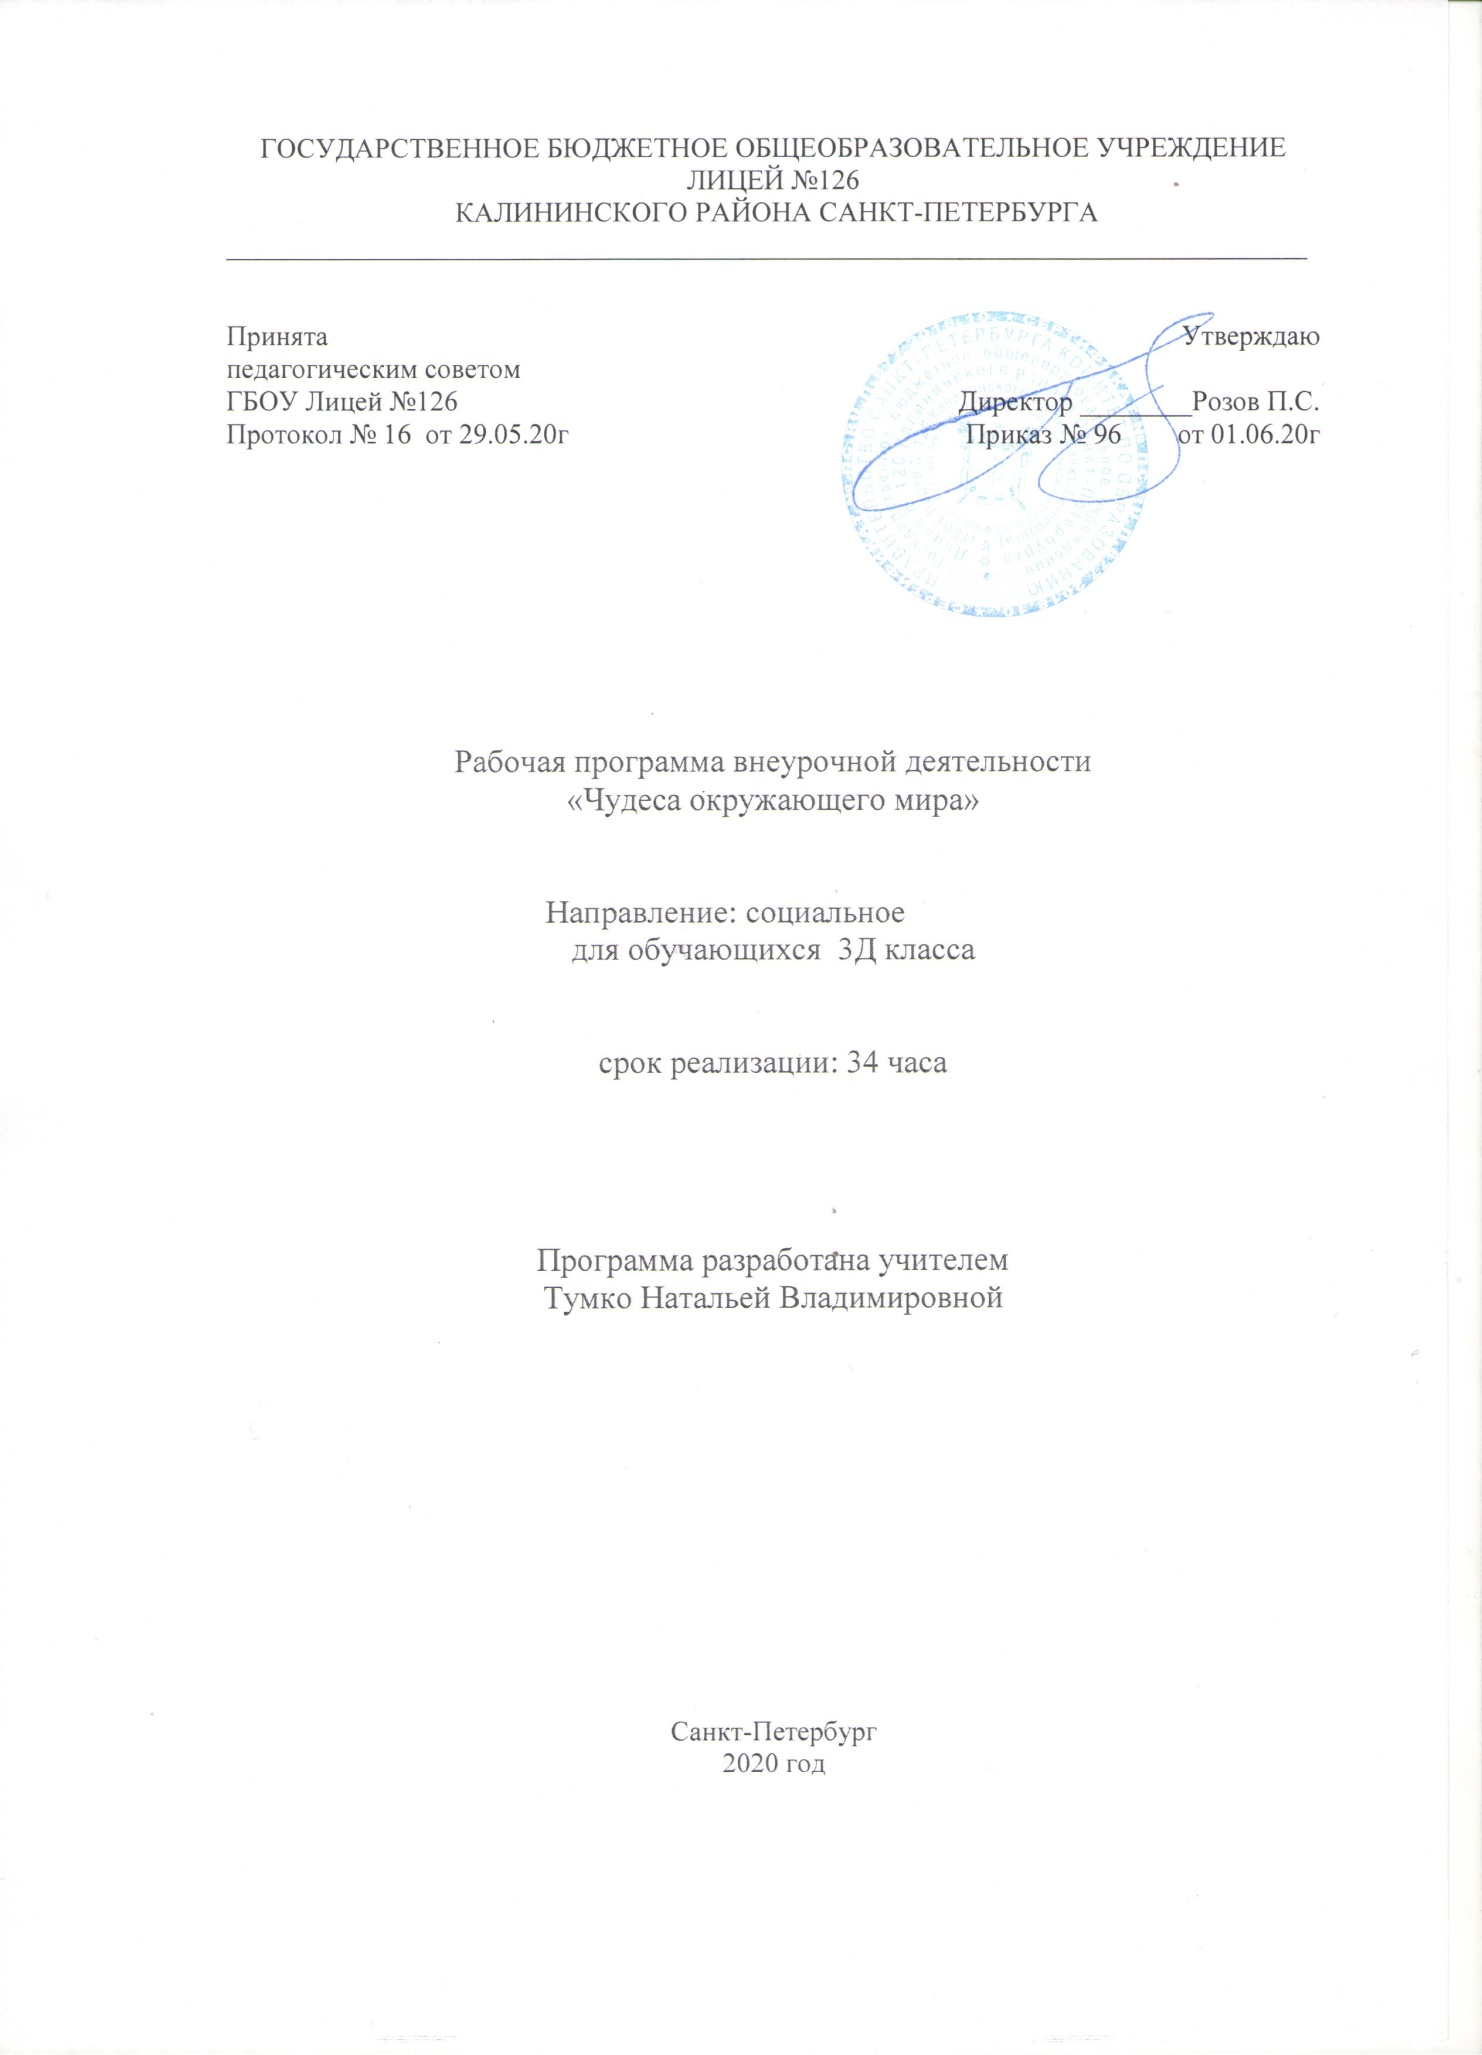 ГОСУДАРСТВЕННОЕ БЮДЖЕТНОЕ ОБЩЕОБРАЗОВАТЕЛЬНОЕ УЧРЕЖДЕНИЕ
ЛИЦЕЙ №126
КАЛИНИНСКОГО РАЙОНА САНКТ-ПЕТЕРБУРГА
Принята Утверждаю
педагогическим советом
ГБОУ Лицей №126 Директор ________Розов П.С.
Протокол № 16 от 29.05.20г Приказ № 96 от 01.06.20г
Рабочая программа внеурочной деятельности
«Чудеса окружающего мира»
Направление: социальное
для обучающихся 3Д класса
срок реализации: 34 часа
Программа разработана учителем
Тумко Натальей Владимировной
Санкт-Петербург
2020 год